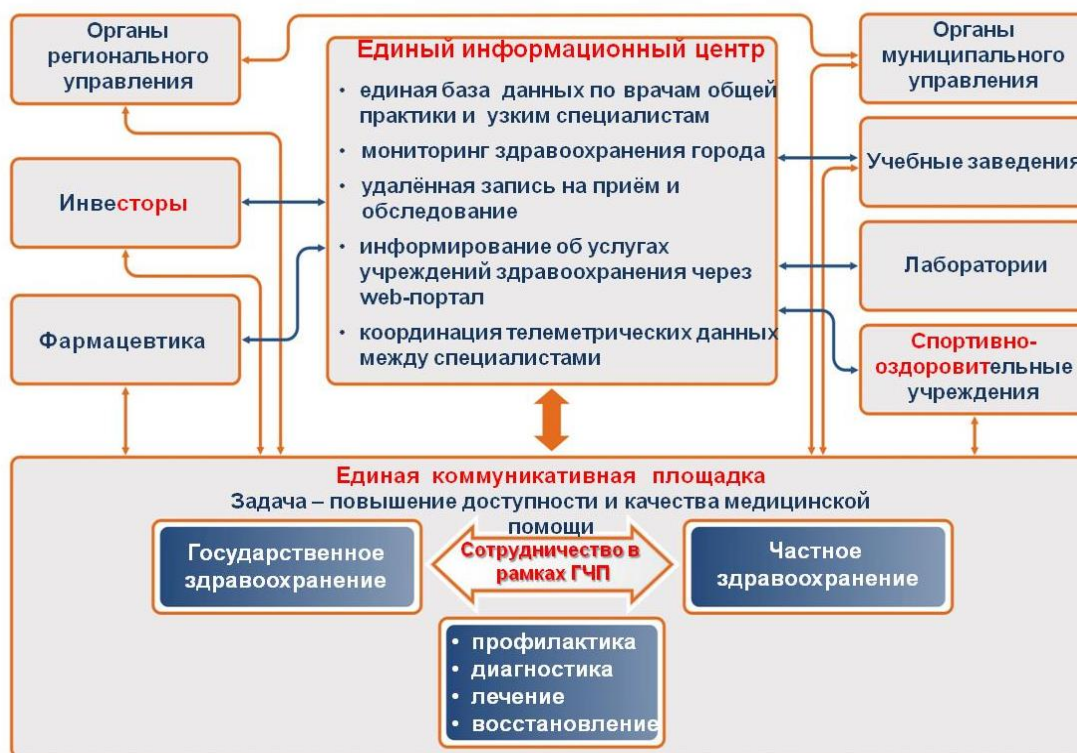 Органы
регионального
управления
Инвесторы
Фармацевтика
Единый информационный центр
• единая база данных по врачам общей
практики и узким специалистам
• мониторинг здравоохранения города
• удалённая запись на приём и
обследование
• информирование об услугах
учреждений здравоохранения через
web-портал
• координация телеметрических данных
между специалистами
Органы
муниципального
управления
Учебные заведения
Лаборатории
Спортивно-
оздоровительные
учреждения
Единая коммуникативная площадка
Задача – повышение доступности и качества медицинской
помощи
Государственное
здравоохранение
Сотрудничество в
рамках ГЧП
Частное
здравоохранение
• профилактика
• диагностика
• лечение
• восстановление